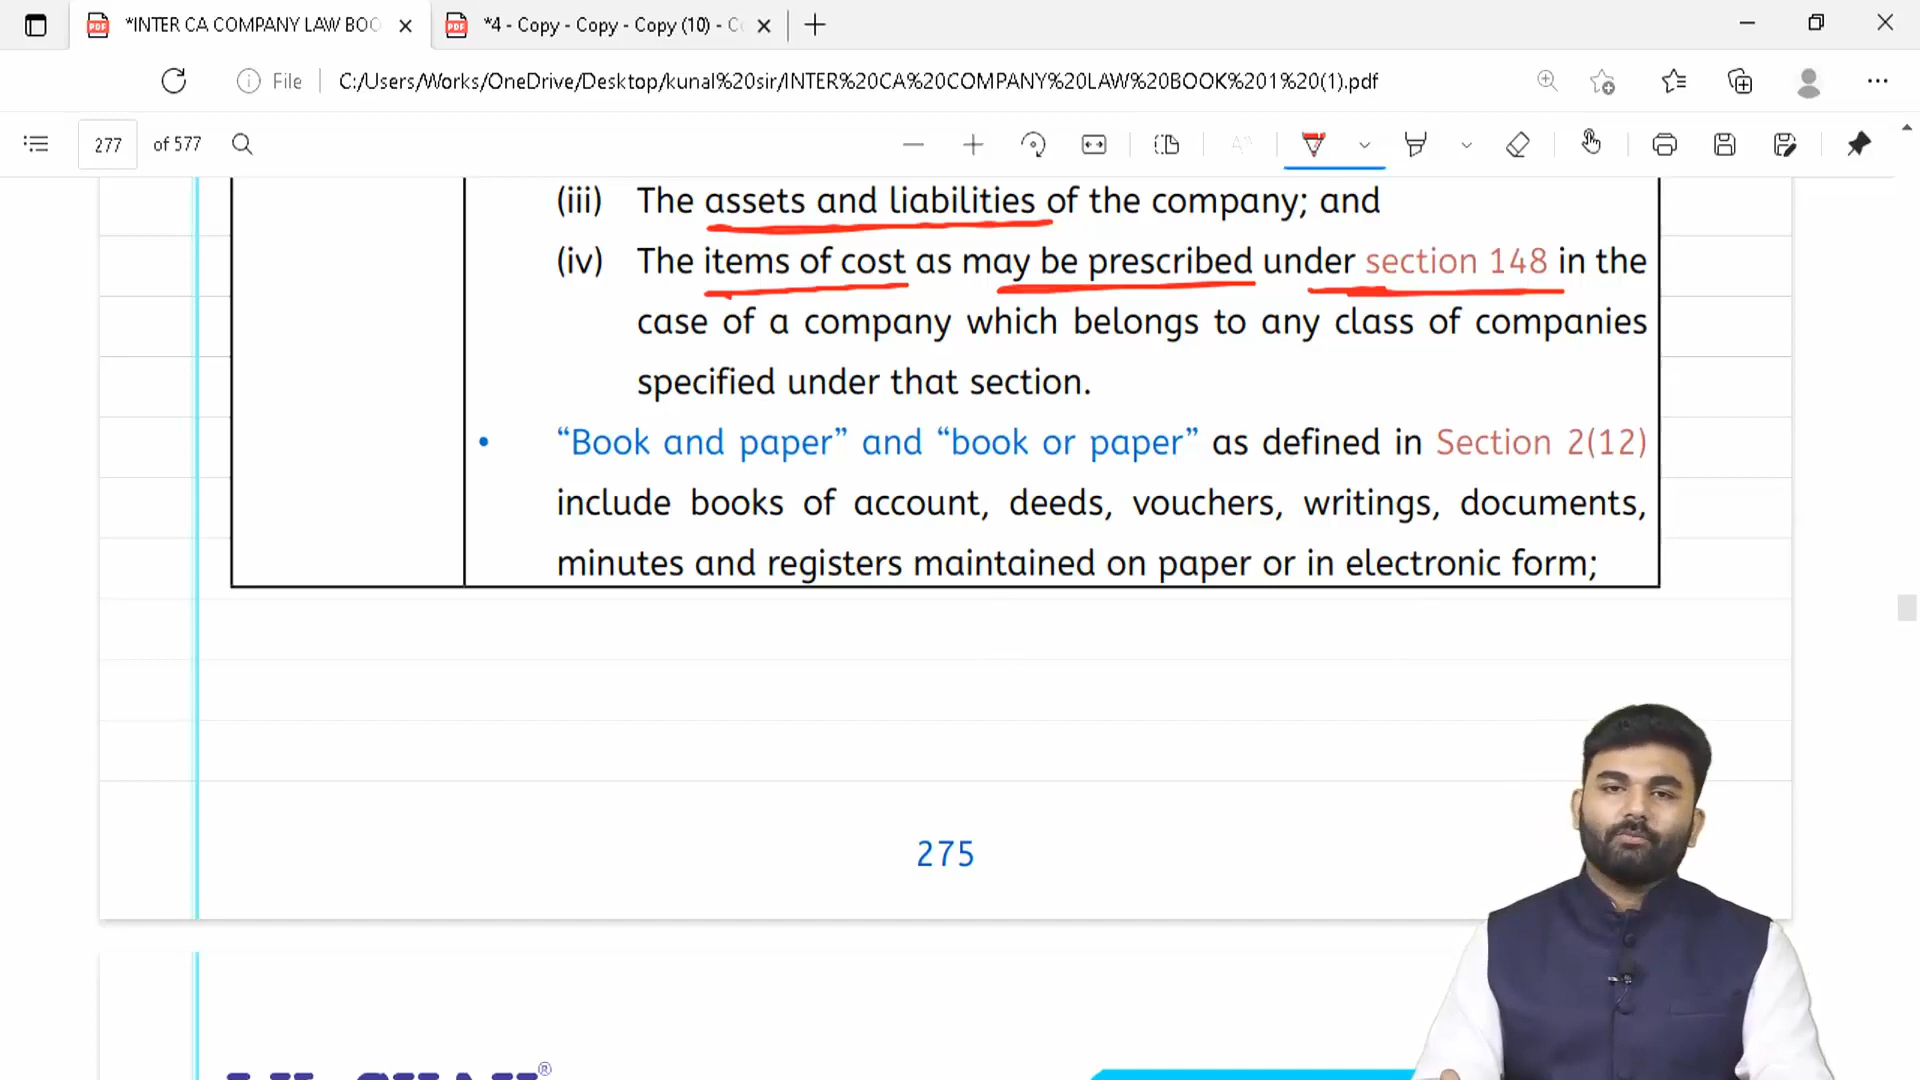 *INTER CA COMPANY LAW BOO
*4 - Copy - Copy - Copy (10) - C
File
C:/Users/Works/OneDrive/Desktop/kunal%20sir/INTER%20CA%20COMPANY%20LAW%20BOOK%201%20(1).pdf
277 of 577
(iii) The assets and liabilities of the company; and
(iv) The items of cost as may be prescribed under section 148 in the
case of a company which belongs to any class of companies
specified under that section.
• “Book and paper” and “book or paper” as defined in Section 2(12)
include books of account, deeds, vouchers, writings, documents,
minutes and registers maintained on paper or in electronic form;
275